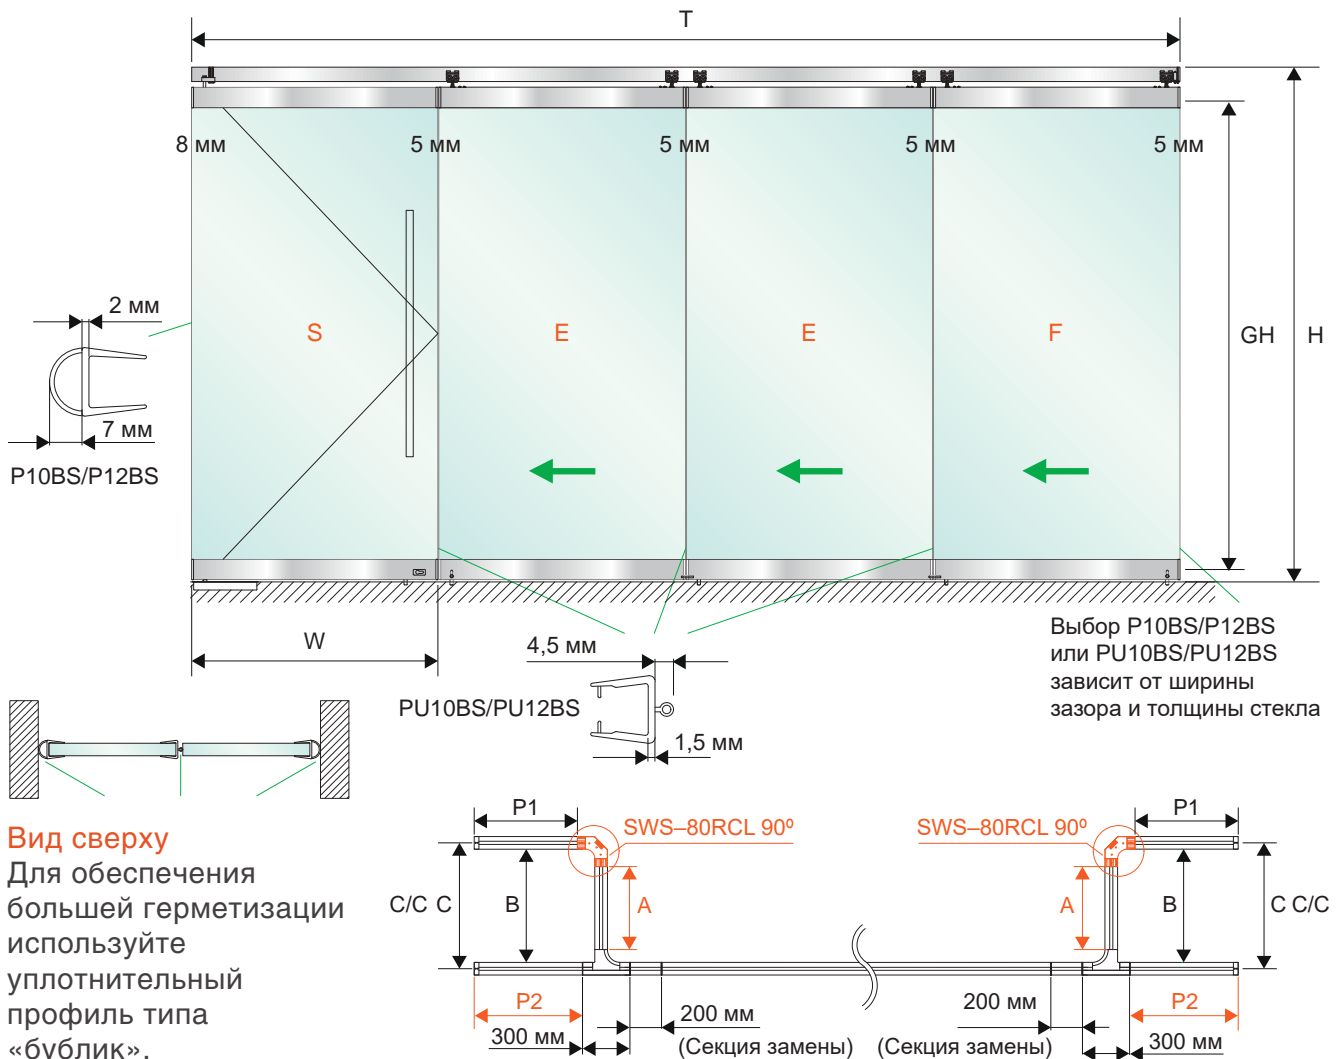 T
8 мм
5 мм
5 мм
5 мм
5 мм
2 мм
S
E
E
F
GH
H
7 мм
P10BS/P12BS
W
4,5 мм
PU10BS/PU12BS
1,5 мм
Выбор P10BS/P12BS
или PU10BS/PU12BS
зависит от ширины
зазора и толщины стекла
Вид сверху
Для обеспечения
большей герметизации
используйте
уплотнительный
профиль типа
«бублик».
P1
SWS–80RCL 90º
SWS–80RCL 90º
P1
C/C
C
B
A
A
B
C
C/C
P2
200 мм
200 мм
P2
300 мм
(Секция замены)
(Секция замены)
300 мм